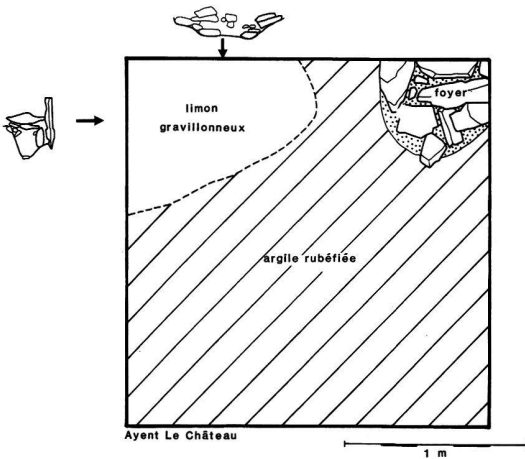 limon
gravillonneux
foyer
argile rubéfiée
Ayent Le Château
1 m